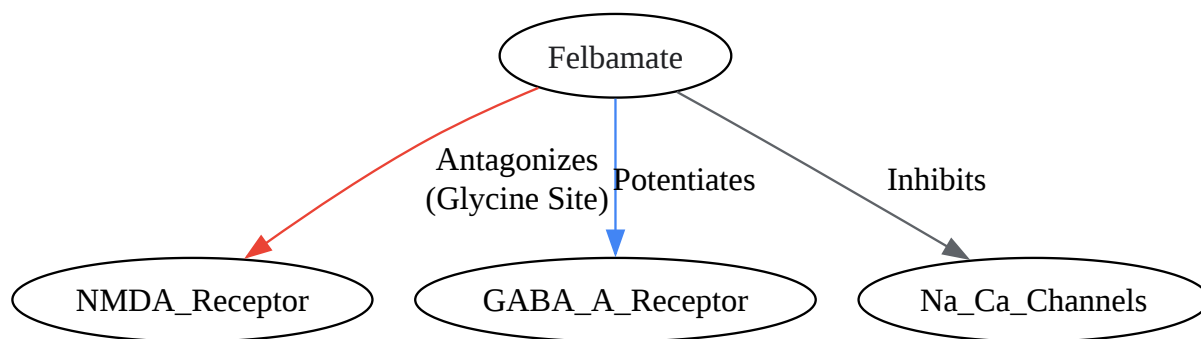 Felbamate
Antagonizes
(Glycine Site)
Potentiates
Inhibits
NMDA_Receptor
GABA_A_Receptor
Na_Ca_Channels